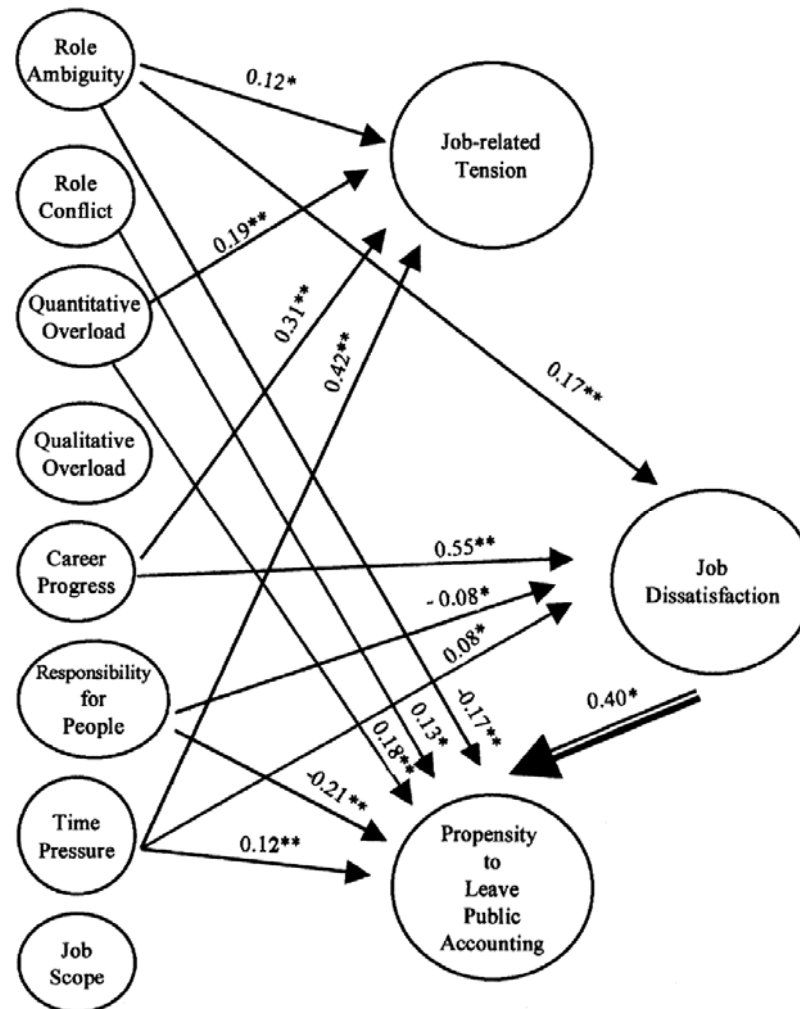 Role
Ambiguity
0.12*
Job-related
Tension
Role
Conflict
0.19**
Quantitative
Overload
0.31**
0.42**
0.17**
Qualitative
Overload
Career
Progress
0.55**
Job
Dissatisfaction
- 0.08*
0.08*
Responsibility
for
People
-0.17**
0.13*
0.18**
0.40*
-0.21**
Time
Pressure
0.12**
Propensity
to
Leave
Public
Accounting
Job
Scope